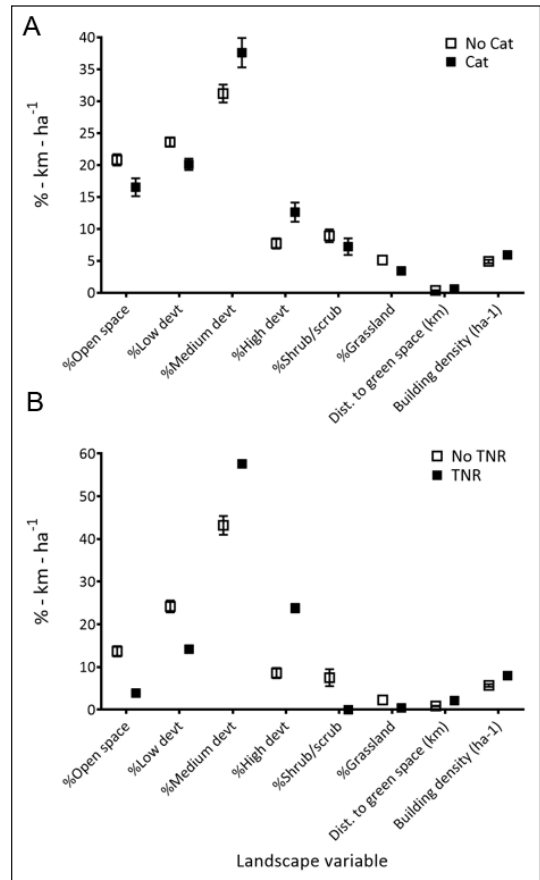 A
No Cat
Cat
% - km - ha-1
40
35
30
25
20
15
10
5
0
%Open space
%Low devt
%Medium devt
%High devt
%Shrub/scrub
%Grassland
Dist. to green space (km)
Building density (ha-1)
B
No TNR
TNR
% - km - ha-1
60
50
40
30
20
10
0
%Open space
%Low devt
%Medium devt
%High devt
%Shrub/scrub
%Grassland
Dist. to green space (km)
Building density (ha-1)
Landscape variable